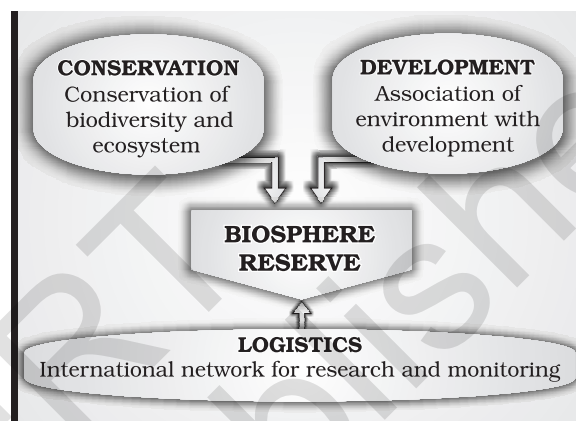 CONSERVATION
Conservation of
biodiversity and
ecosystem
DEVELOPMENT
Association of
environment with
development
BIOSPHERE
RESERVE
LOGISTICS
International network for research and monitoring